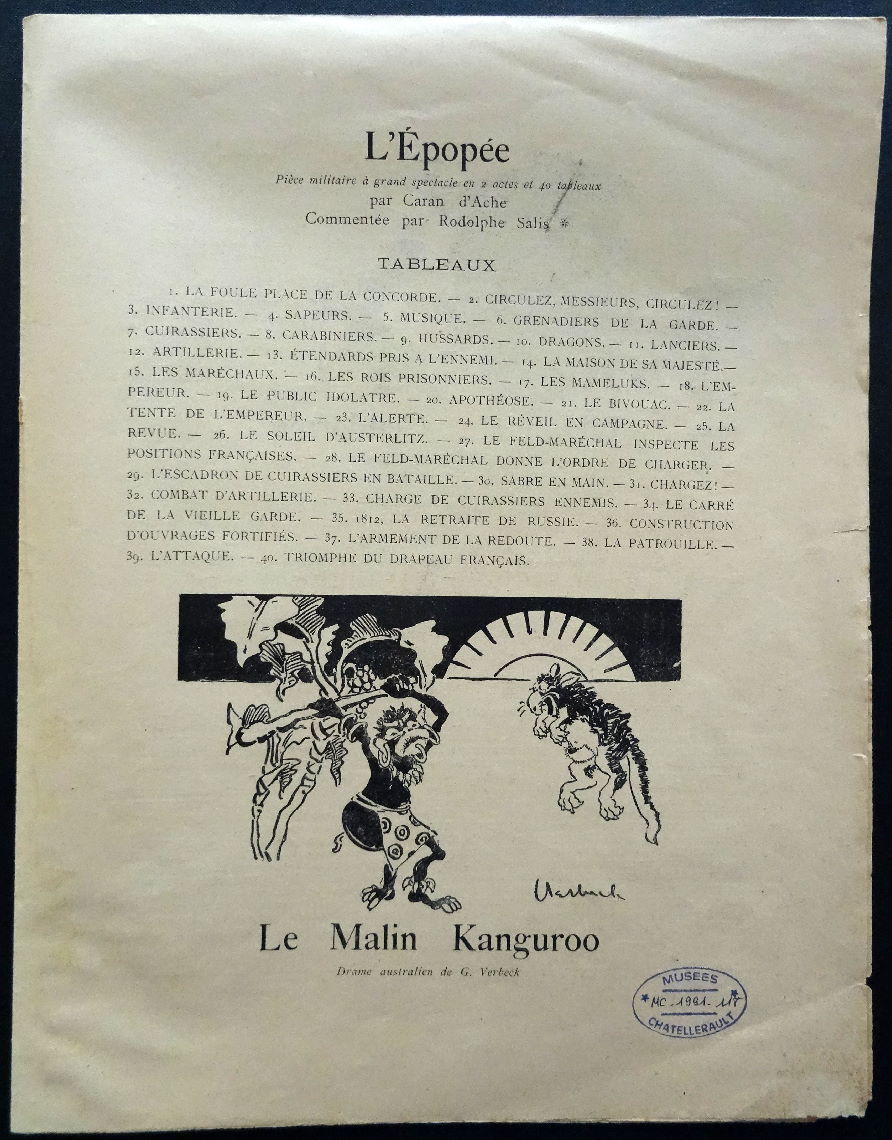 L'Épopée
Pièce militaire à grand spectacle en 2 actes et 40 tableaux
par Caran d'Ache
Commentée par Rodolphe Salis *
TABLEAUX
1. LA FOULE PLACE DE LA CONCORDE. — 2. CIRCULEZ, MESSIEURS, CIRCULEZ! —
3. INFANTERIE. — 4. SAPEURS. — 5. MUSIQUE. — 6. GRENADIERS DE LA GARDE. —
7. CUIRASSIERS. — 8. CARABINIERS. — 9. HUSSARDS. — 10. DRAGONS. — 11. LANCIERS. —
12. ARTILLERIE. — 13. ÉTENDARDS PRIS A L'ENNEMI. — 14. LA MAISON DE SA MAJESTÉ. —
15. LES MARÉCHAUX. — 16. LES ROIS PRISONNIERS. — 17. LES MAMELUKS. — 18. L'EM-
PEREUR. — 19. LE PUBLIC IDOLATRE. — 20. APOTHÉOSE. — 21. LE BIVOUAC. — 22. LA
TENTE DE L'EMPEREUR. — 23. L'ALERTE. — 24. LE RÉVEIL EN CAMPAGNE. — 25. LA
REVUE. — 26. LE SOLEIL D'AUSTERLITZ. — 27. LE FELD-MARÉCHAL INSPECTE LES
POSITIONS FRANÇAISES. — 28. LE FELD-MARÉCHAL DONNE L'ORDRE DE CHARGER. —
29. L'ESCADRON DE CUIRASSIERS EN BATAILLE. — 30. SABRE EN MAIN. — 31. CHARGEZ! —
32. COMBAT D'ARTILLERIE. — 33. CHARGE DE CUIRASSIERS ENNEMIS. — 34. LE CARRÉ
DE LA VIEILLE GARDE. — 35. 1812, LA RETRAITE DE RUSSIE. — 36. CONSTRUCTION
D'OUVRAGES FORTIFIÉS. — 37. L'ARMEMENT DE LA REDOUTE. — 38. LA PATROUILLE. —
39. L'ATTAQUE. — 40. TRIOMPHE DU DRAPEAU FRANÇAIS.
Verbeck
Le Malin Kanguroo
Drame australien de G. Verbeck
MUSEES
* MC-1981-117 *
CHATELLERAULT